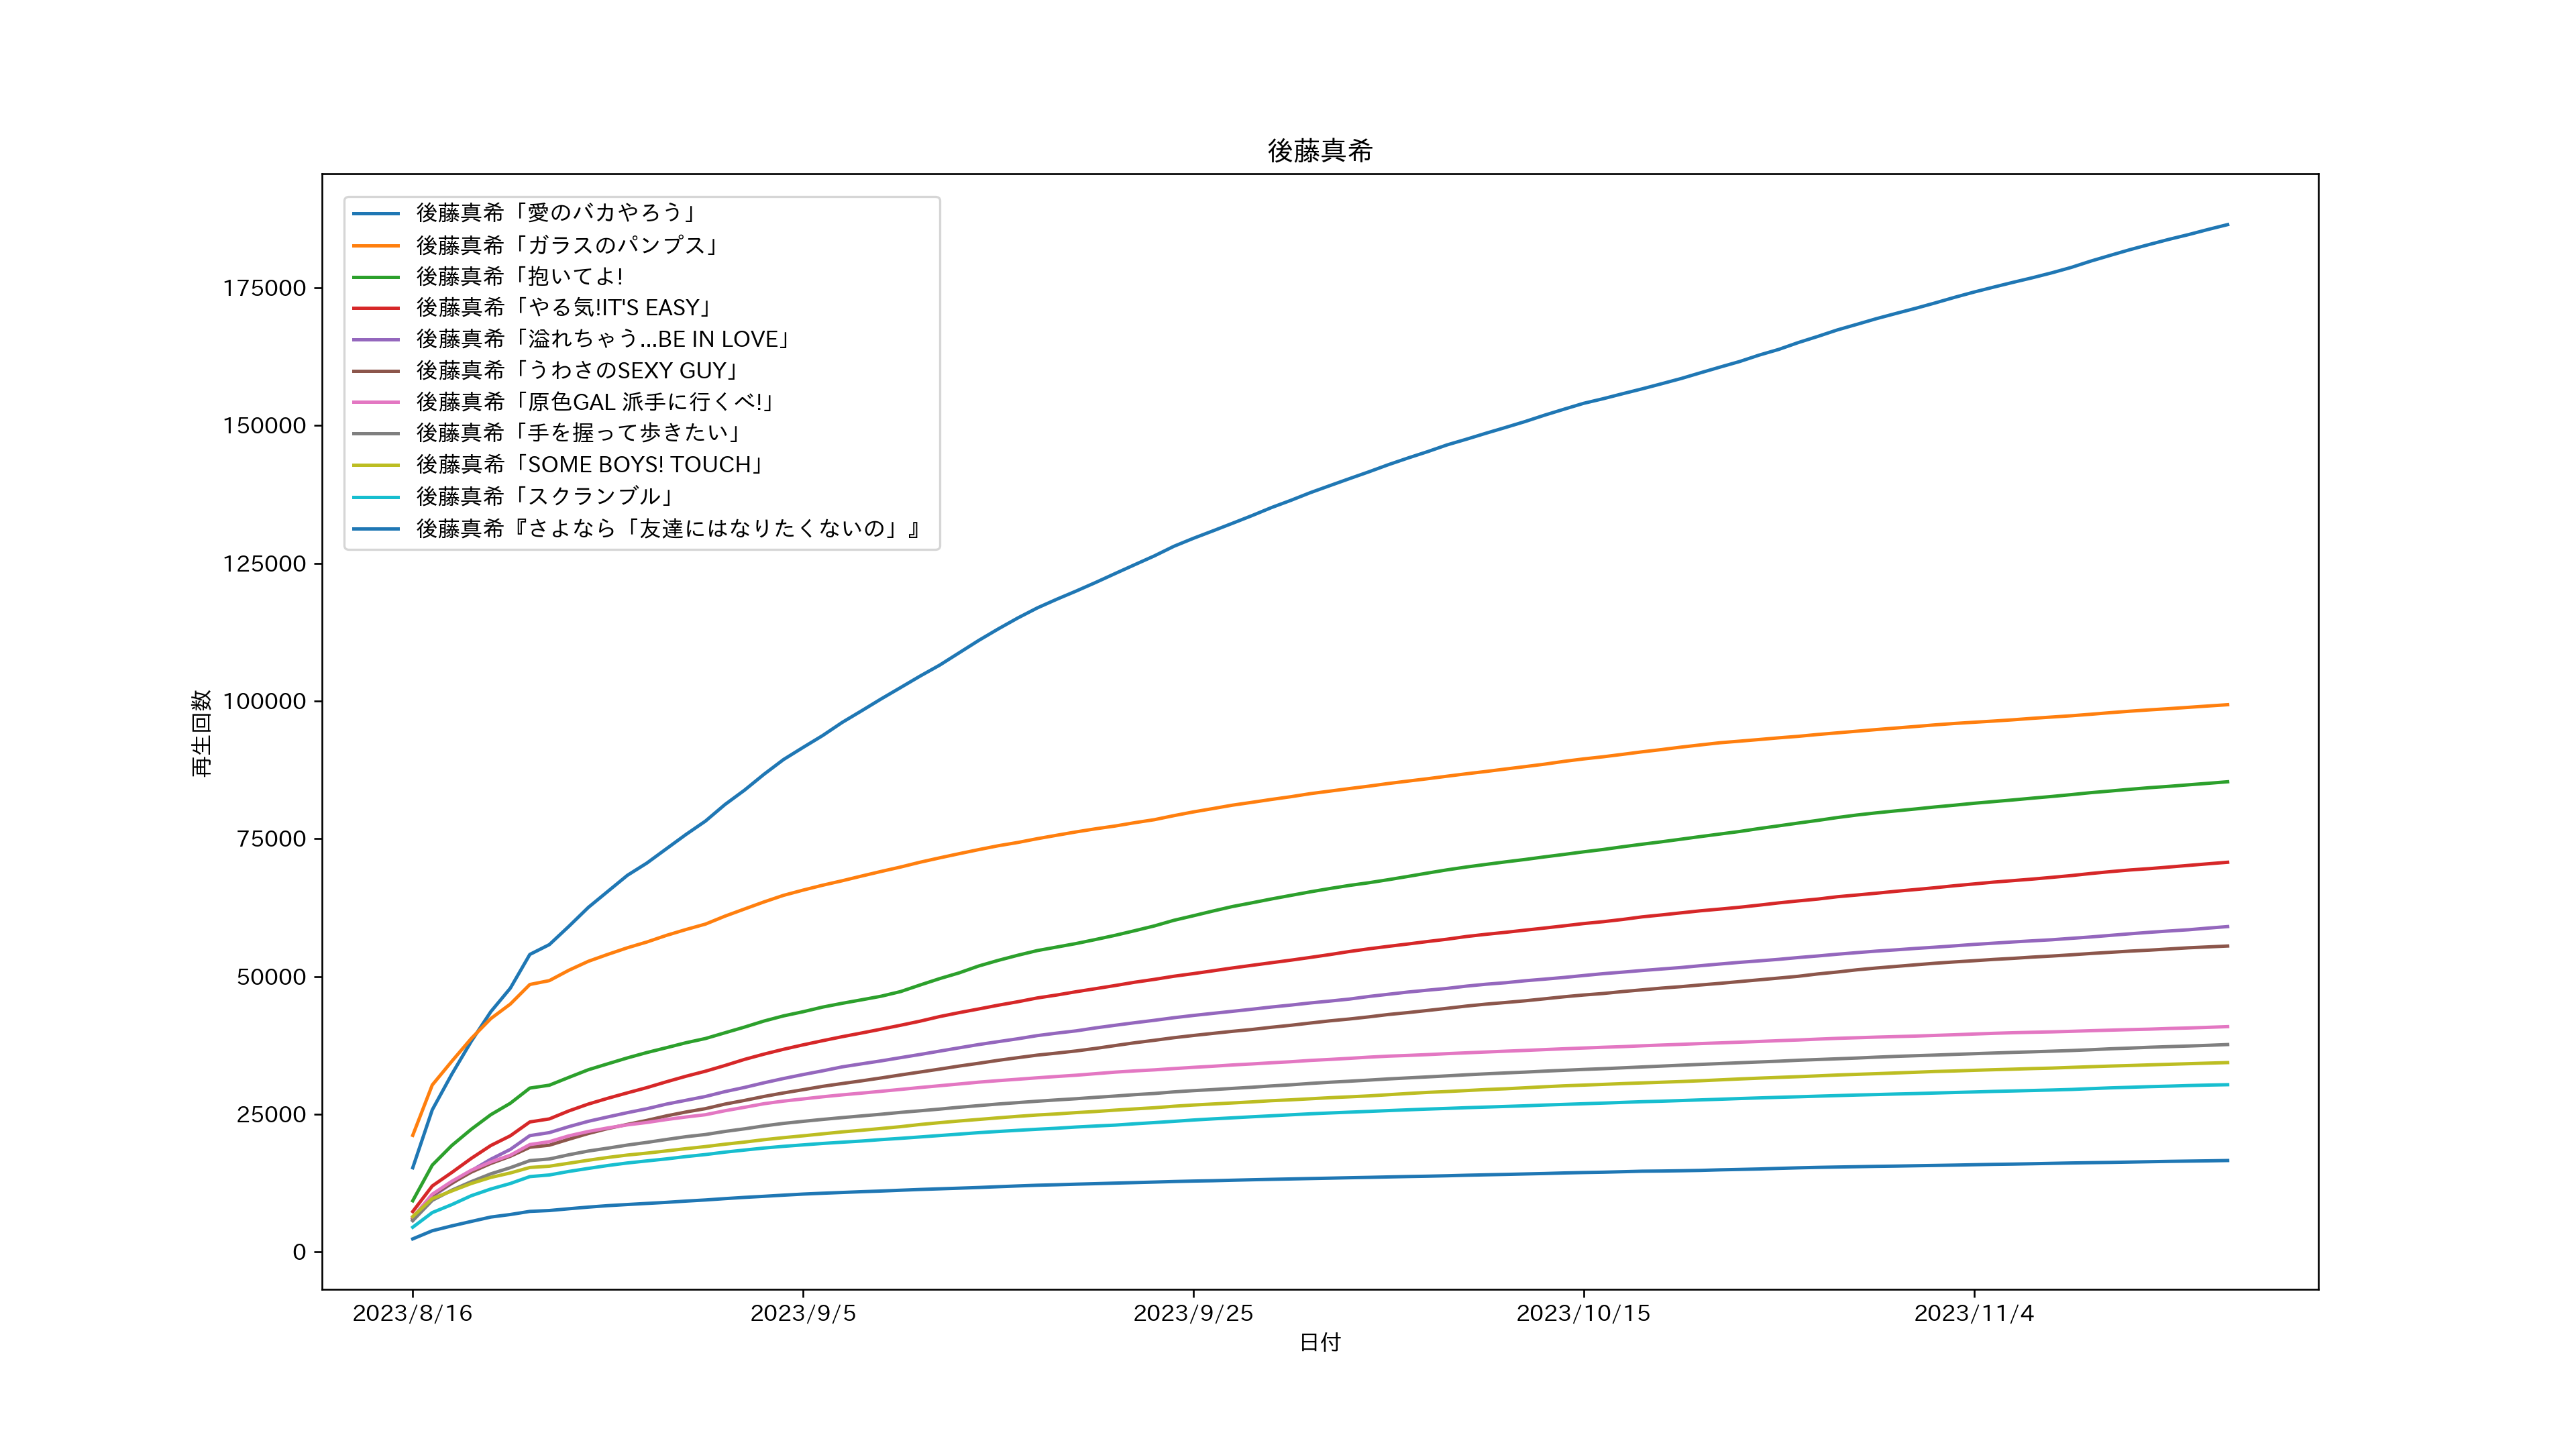 後藤真希
後藤真希「愛のバカやろう」
後藤真希「ガラスのパンプス」
後藤真希「抱いてよ!
後藤真希「やる気!IT'S EASY」
後藤真希「溢れちゃう...BE IN LOVE」
後藤真希「うわさのSEXY GUY」
後藤真希「原色GAL 派手に行くべ!」
後藤真希「手を握って歩きたい」
後藤真希「SOME BOYS! TOUCH」
後藤真希「スクランブル」
後藤真希『さよなら「友達にはなりたくないの」』
175000
150000
125000
100000
75000
50000
25000
0
再生回数
2023/8/16
2023/9/5
2023/9/25
2023/10/15
2023/11/4
日付